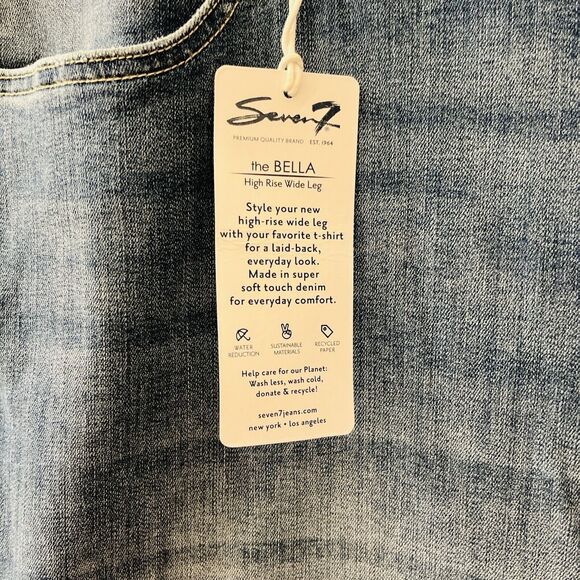 Seven7
PREMIUM QUALITY BRAND EST. 1964
the BELLA
High Rise Wide Leg
Style your new
high-rise wide leg
with your favorite t-shirt
for a laid-back,
everyday look.
Made in super
soft touch denim
for everyday comfort.
WATER REDUCTION
SUSTAINABLE MATERIALS
RECYCLED PAPER
Help care for our Planet:
Wash less, wash cold,
donate & recycle!
seven7jeans.com
new york • los angeles